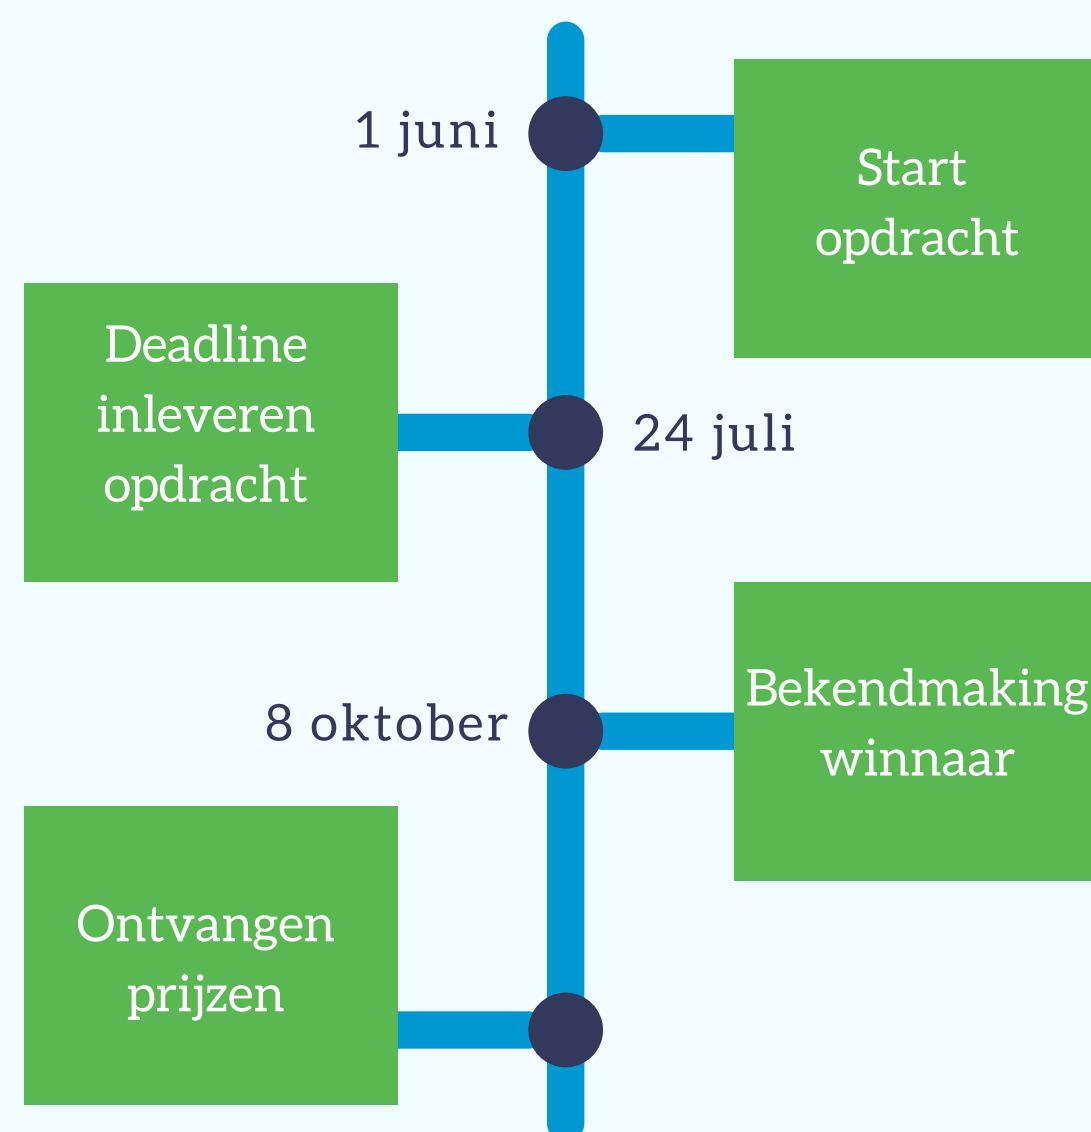 1 juni
Start
opdracht
Deadline
inleveren
opdracht
24 juli
8 oktober
Bekendmaking
winnaar
Ontvangen
prijzen